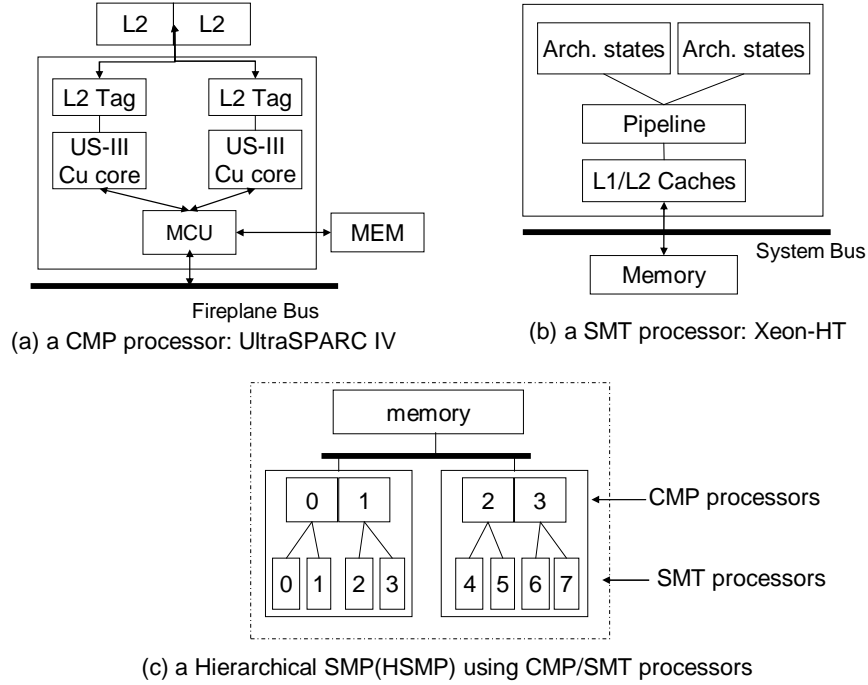 L2 L2
L2 Tag L2 Tag
US-III
Cu core
US-III
Cu core
MCU
MEM
Fireplane Bus
(a) a CMP processor: UltraSPARC IV
Arch. states Arch. states
Pipeline
L1/L2 Caches
System Bus
Memory
(b) a SMT processor: Xeon-HT
memory
0 1 2 3
CMP processors
0 1 2 3 4 5 6 7
SMT processors
(c) a Hierarchical SMP(HSMP) using CMP/SMT processors